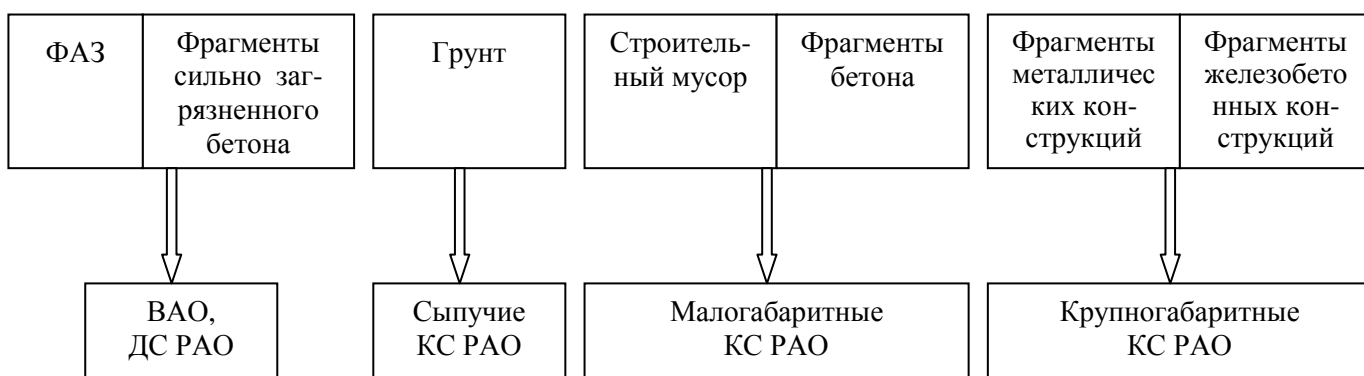 ФАЗ
Фрагменты
сильно заг-
рязненного
бетона
Грунт
Строитель-
ный мусор
Фрагменты
бетона
Фрагменты
металличес
ких кон-
струкций
Фрагменты
железобето
нных кон-
струкций
ВАО,
ДС РАО
Сыпучие
КС РАО
Малогабаритные
КС РАО
Крупногабаритные
КС РАО